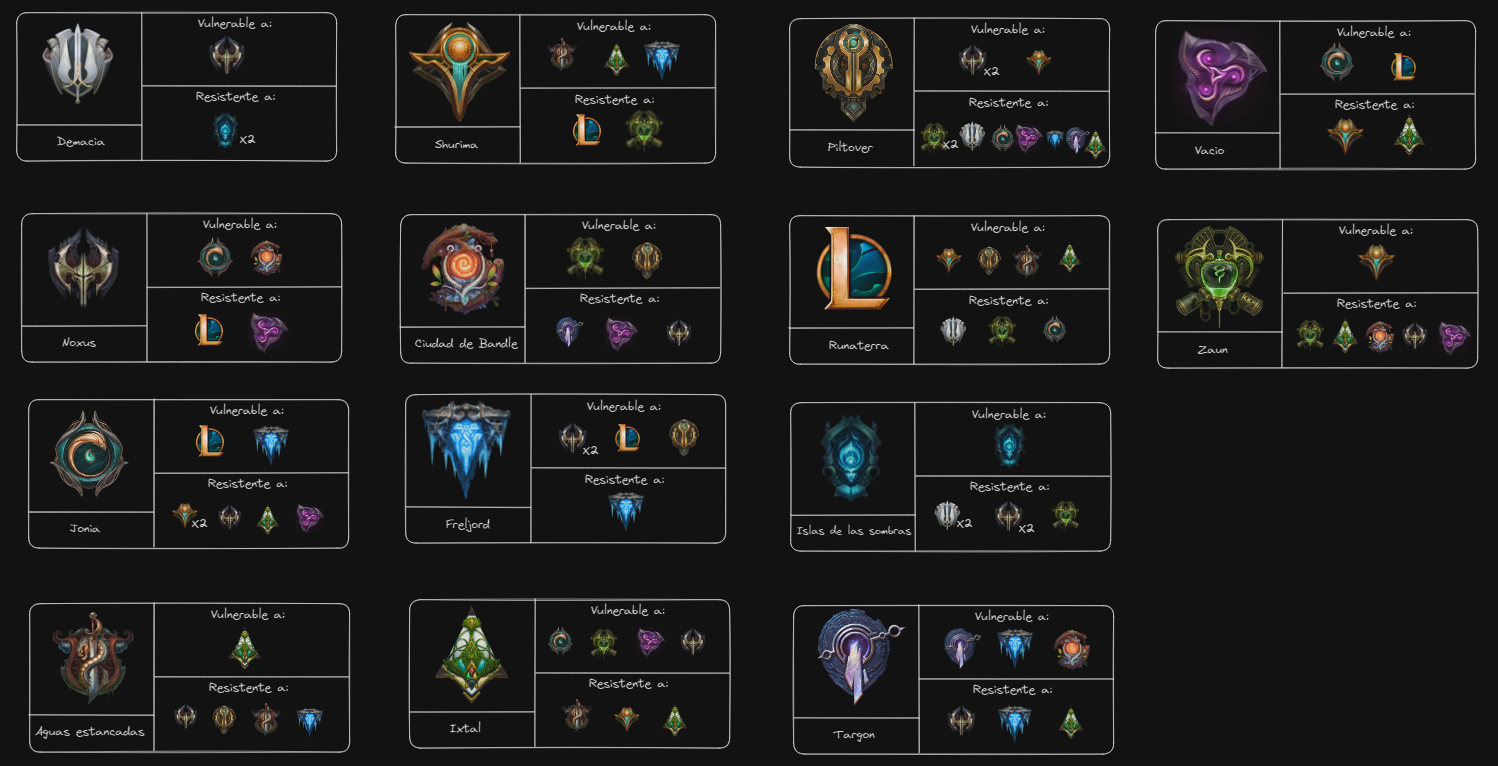 Vulnerable a:
Resistente a:
x2
Demacia
Vulnerable a:
Resistente a:
Shurima
Vulnerable a:
x2
Resistente a:
x2
Piltover
Vulnerable a:
Resistente a:
Vacio
Vulnerable a:
Resistente a:
Noxus
Vulnerable a:
Resistente a:
Ciudad de Bandle
Vulnerable a:
Resistente a:
Runaterra
Vulnerable a:
Resistente a:
Zaun
Vulnerable a:
Resistente a:
x2
Jonia
Vulnerable a:
x2
Resistente a:
Freljord
Vulnerable a:
Resistente a:
x2
x2
Islas de las sombras
Vulnerable a:
Resistente a:
Aguas estancadas
Vulnerable a:
Resistente a:
Ixtal
Vulnerable a:
Resistente a:
Targon